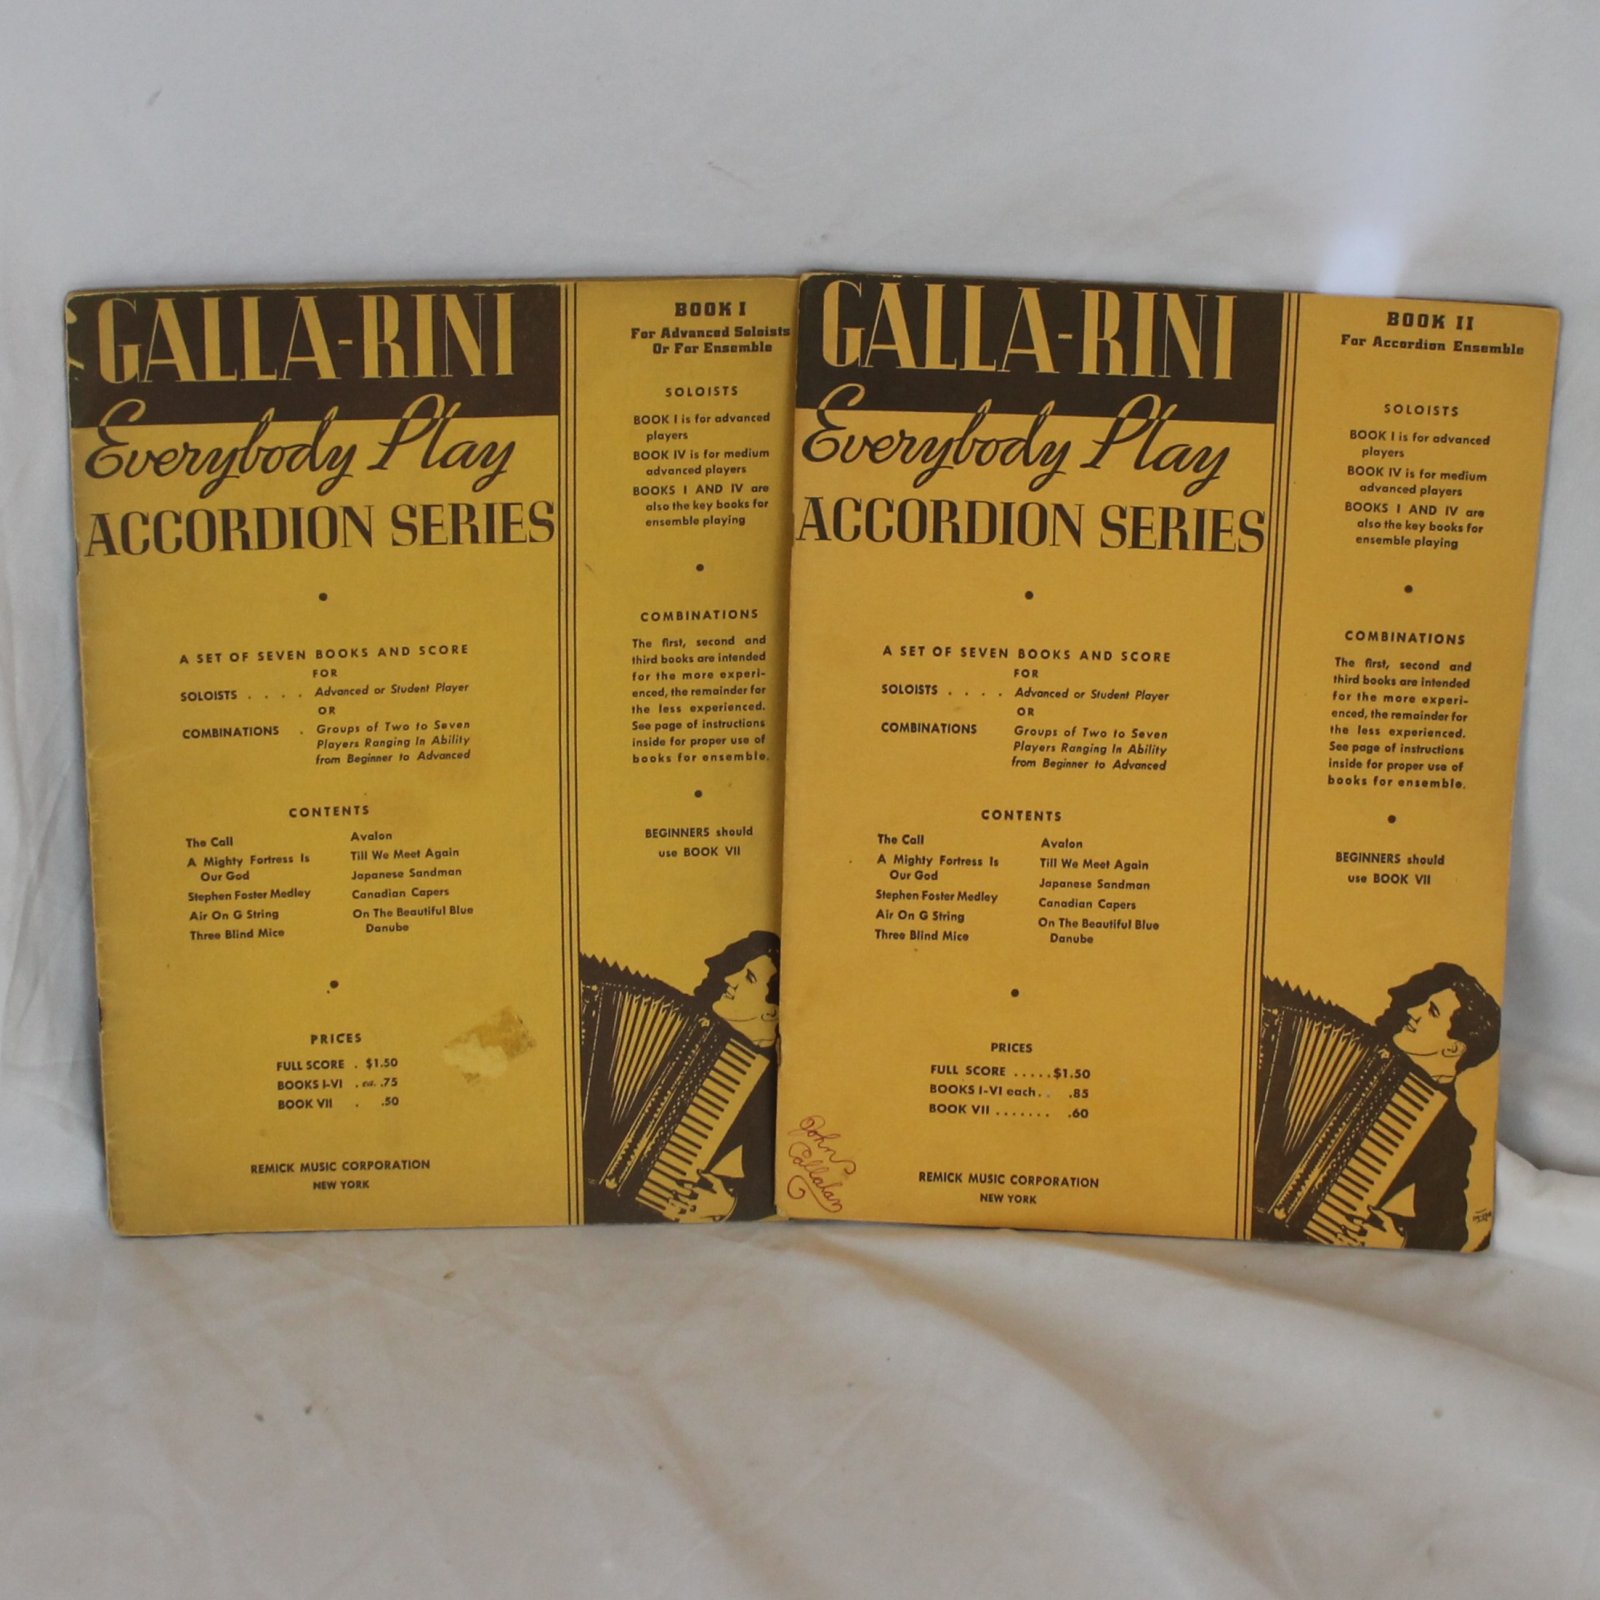 GALLA-RINI
Everybody Play
ACCORDION SERIES
A SET OF SEVEN BOOKS AND SCORE
FOR
SOLOISTS . . . . Advanced or Student Player
OR
COMBINATIONS . Groups of Two to Seven
Players Ranging In Ability
from Beginner to Advanced
CONTENTS
The Call
A Mighty Fortress Is
Our God
Stephen Foster Medley
Air On G String
Three Blind Mice
Avalon
Till We Meet Again
Japanese Sandman
Canadian Capers
On The Beautiful Blue
Danube
PRICES
FULL SCORE . $1.50
BOOKS I-VI . ea. .75
BOOK VII . .50
REMICK MUSIC CORPORATION
NEW YORK
BOOK I
For Advanced Soloists
Or For Ensemble
SOLOISTS
BOOK I is for advanced
players
BOOK IV is for medium
advanced players
BOOKS I AND IV are
also the key books for
ensemble playing
COMBINATIONS
The first, second and
third books are intended
for the more experi-
enced, the remainder for
the less experienced.
See page of instructions
inside for proper use of
books for ensemble.
BEGINNERS should
use BOOK VII
GALLA-RINI
Everybody Play
ACCORDION SERIES
A SET OF SEVEN BOOKS AND SCORE
FOR
SOLOISTS . . . . Advanced or Student Player
OR
COMBINATIONS Groups of Two to Seven
Players Ranging In Ability
from Beginner to Advanced
CONTENTS
The Call
A Mighty Fortress Is
Our God
Stephen Foster Medley
Air On G String
Three Blind Mice
Avalon
Till We Meet Again
Japanese Sandman
Canadian Capers
On The Beautiful Blue
Danube
PRICES
FULL SCORE .....$1.50
BOOKS I-VI each.. .85
BOOK VII ....... .60
John
Callahan
REMICK MUSIC CORPORATION
NEW YORK
BOOK II
For Accordion Ensemble
SOLOISTS
BOOK I is for advanced
players
BOOK IV is for medium
advanced players
BOOKS I AND IV are
also the key books for
ensemble playing
COMBINATIONS
The first, second and
third books are intended
for the more experi-
enced, the remainder for
the less experienced.
See page of instructions
inside for proper use of
books for ensemble.
BEGINNERS should
use BOOK VII